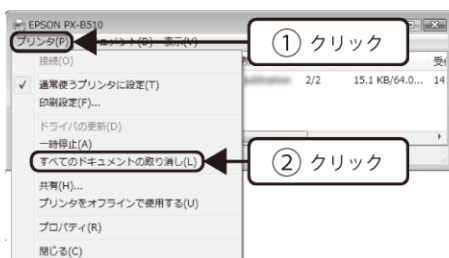 EPSON PX-B510
プリンタ(P)
表示(V)
① クリック
接続(O)
受
✓ 通常使うプリンタに設定(T)
2/2 15.1 KB/64.0... 14
印刷設定(F)...
ドライバの更新(D)
一時停止(A)
すべてのドキュメントの取り消し(L)
② クリック
共有(H)...
プリンタをオフラインで使用する(U)
プロパティ(R)
閉じる(C)